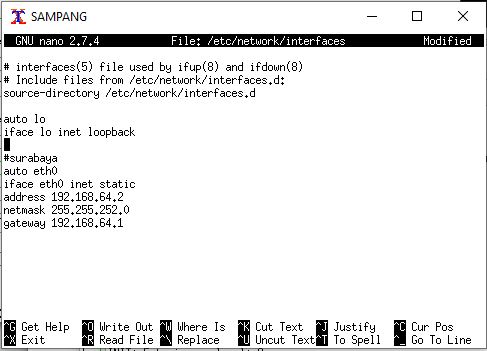 SAMPANG
GNU nano 2.7.4 File: /etc/network/interfaces Modified
# interfaces(5) file used by ifup(8) and ifdown(8)
# Include files from /etc/network/interfaces.d:
source-directory /etc/network/interfaces.d
auto lo
iface lo inet loopback
#surabaya
auto eth0
iface eth0 inet static
address 192.168.64.2
netmask 255.255.252.0
gateway 192.168.64.1
^G Get Help ^O Write Out ^W Where Is ^K Cut Text ^J Justify ^C Cur Pos
^X Exit ^R Read File ^\ Replace ^U Uncut Text ^T To Spell ^_ Go To Line